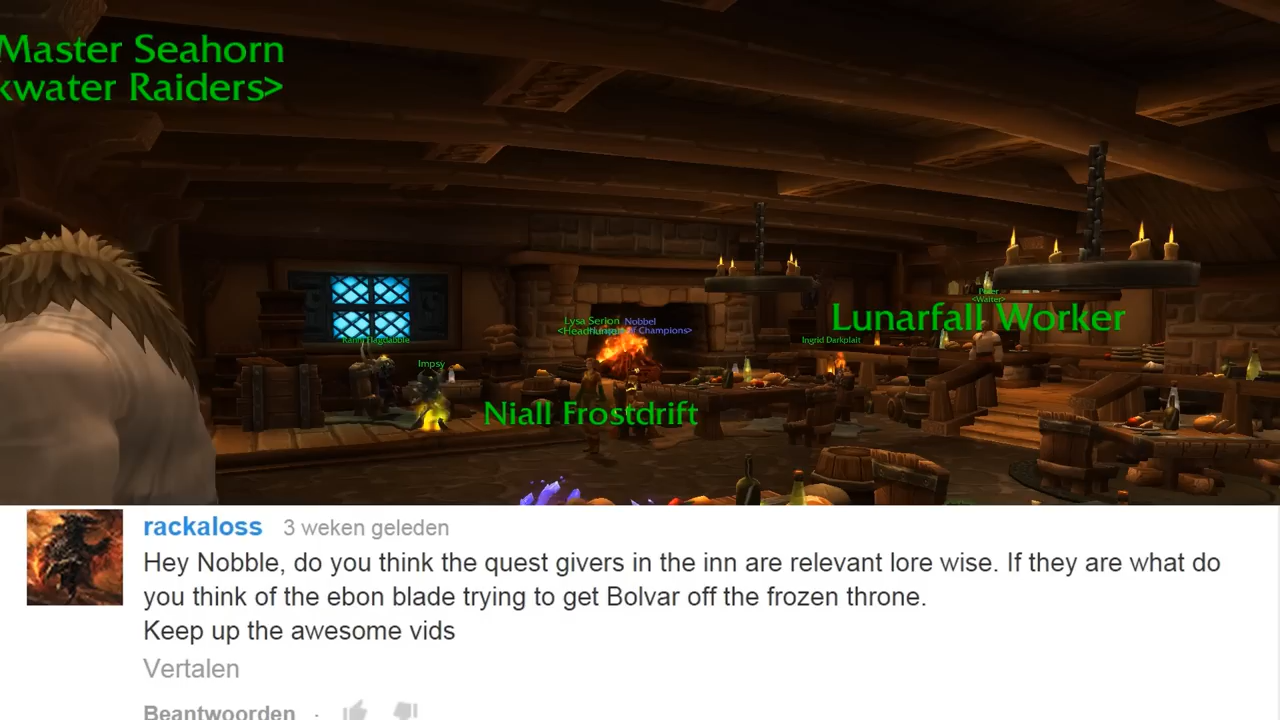 Master Seahorn
kwater Raiders>
Lysa Serion
Nobbel
<Waiter>
Lunarfall Worker
Ingrid Darkplait
Impsy
Niall Frostdrift
rackaloss 3 weken geleden
Hey Nobble, do you think the quest givers in the inn are relevant lore wise. If they are what do
you think of the ebon blade trying to get Bolvar off the frozen throne.
Keep up the awesome vids
Vertalen
Beantwoorden ·